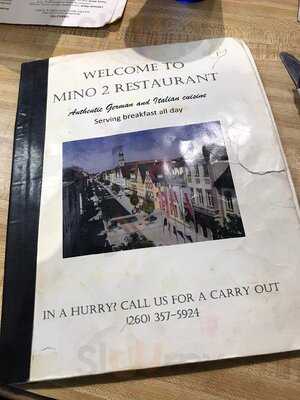 WELCOME TO
MINO 2 RESTAURANT
Authentic German and Italian cuisine
Serving breakfast all day
IN A HURRY? CALL US FOR A CARRY OUT
(260) 357-5924